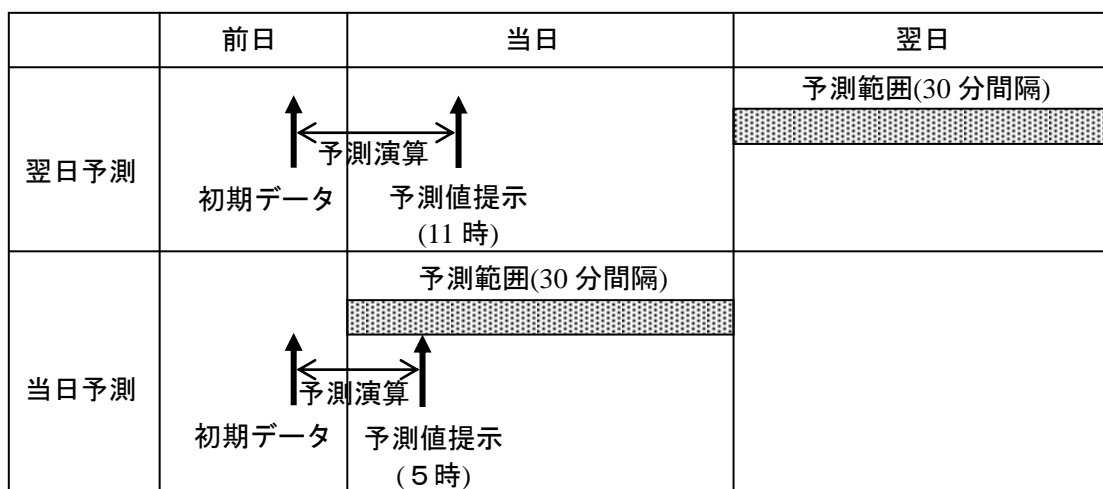 前日 当日 翌日
翌日予測
予測範囲(30 分間隔)
予測演算
初期データ 予測値提示
(11 時)
当日予測
予測範囲(30 分間隔)
予測演算
初期データ 予測値提示
(５時)